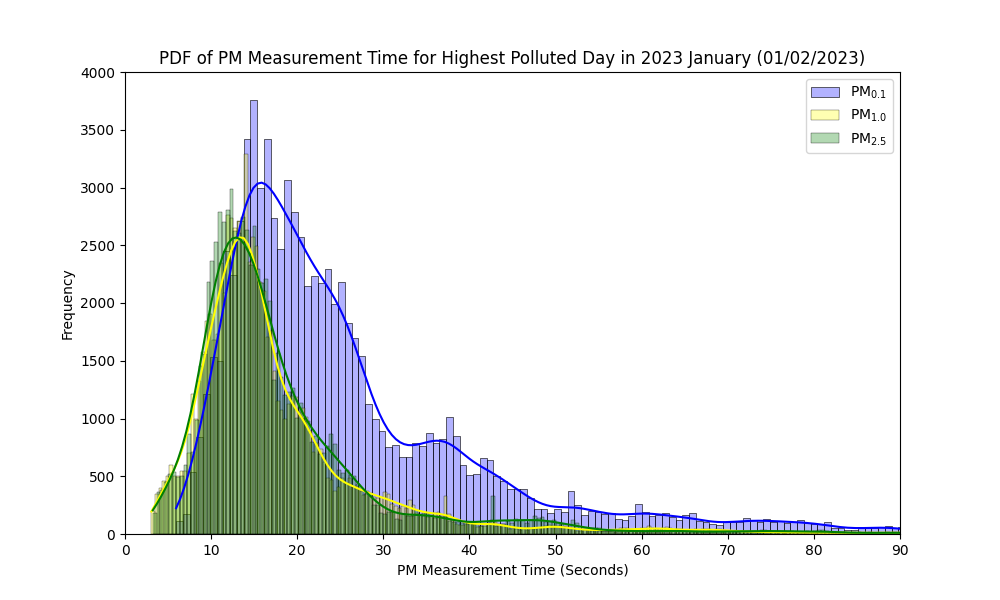 PDF of PM Measurement Time for Highest Polluted Day in 2023 January (01/02/2023)
4000
3500
3000
2500
2000
1500
1000
500
0
Frequency
PM0.1
PM1.0
PM2.5
0 10 20 30 40 50 60 70 80 90
PM Measurement Time (Seconds)